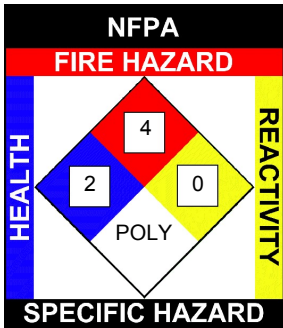 NFPA
FIRE HAZARD
HEALTH
4
2
0
REACTIVITY
POLY
SPECIFIC HAZARD